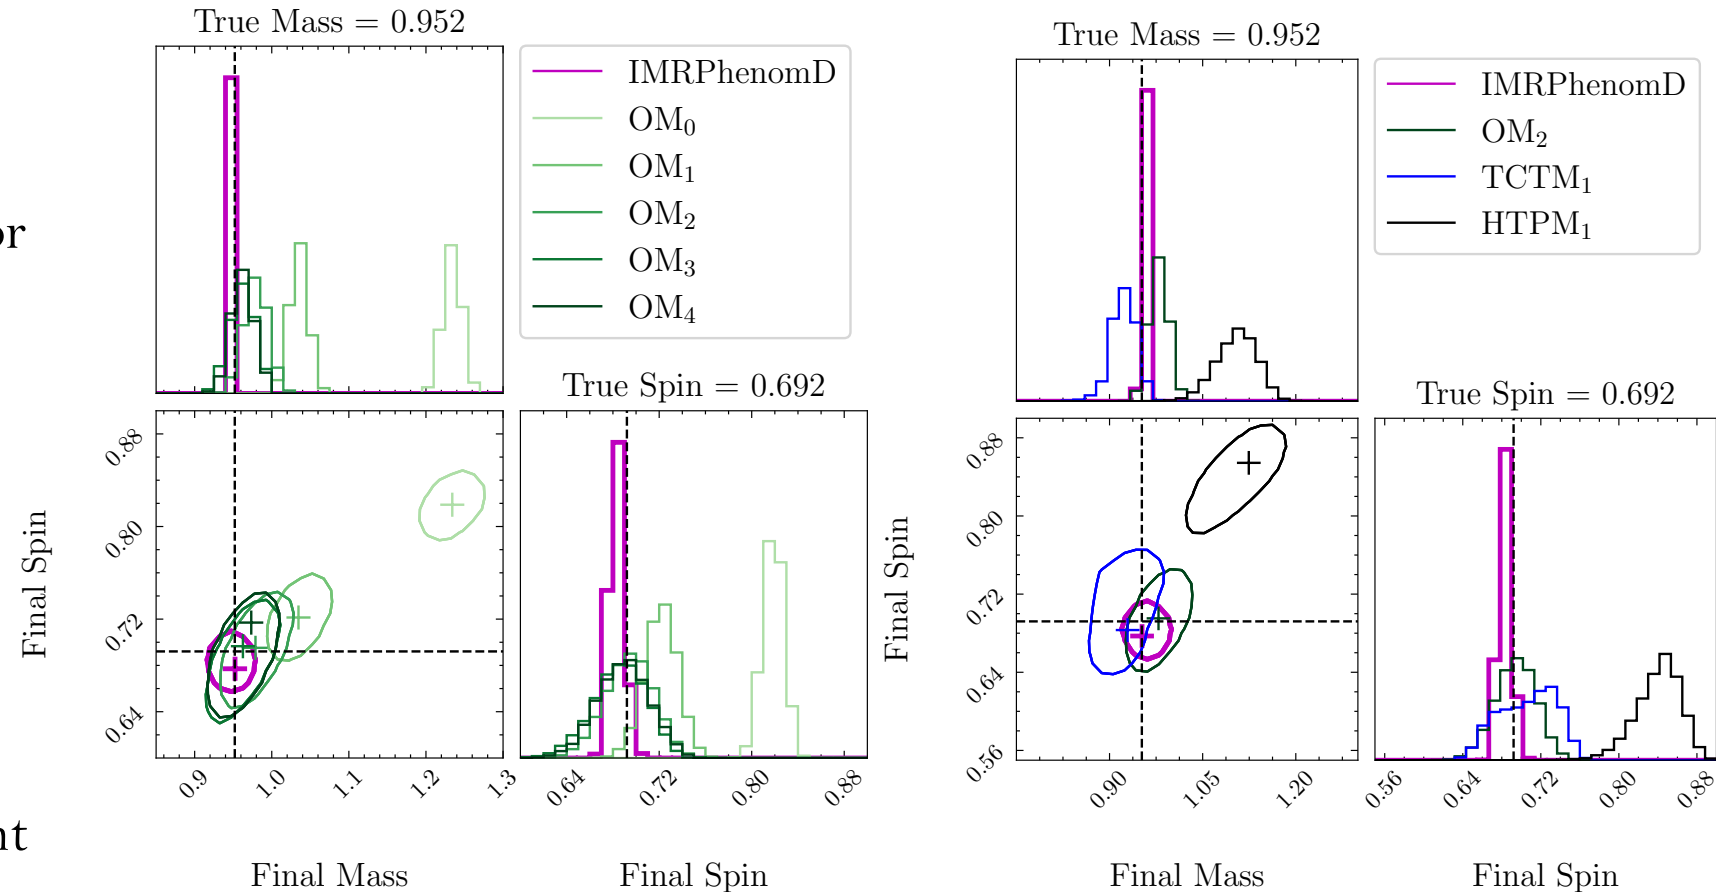 True Mass = 0.952
IMRPhenomD
OM₀
OM₁
OM₂
OM₃
OM₄
True Spin = 0.692
0.88
0.80
0.72
0.64
Final Spin
0.9 1.0 1.1 1.2 1.3
0.64 0.72 0.80 0.88
Final Mass
Final Spin
True Mass = 0.952
IMRPhenomD
OM₂
TCTM₁
HTPM₁
True Spin = 0.692
0.88
0.80
0.72
0.64
0.56
Final Spin
0.90 1.05 1.20
0.56 0.64 0.72 0.80 0.88
Final Mass
Final Spin
or
nt